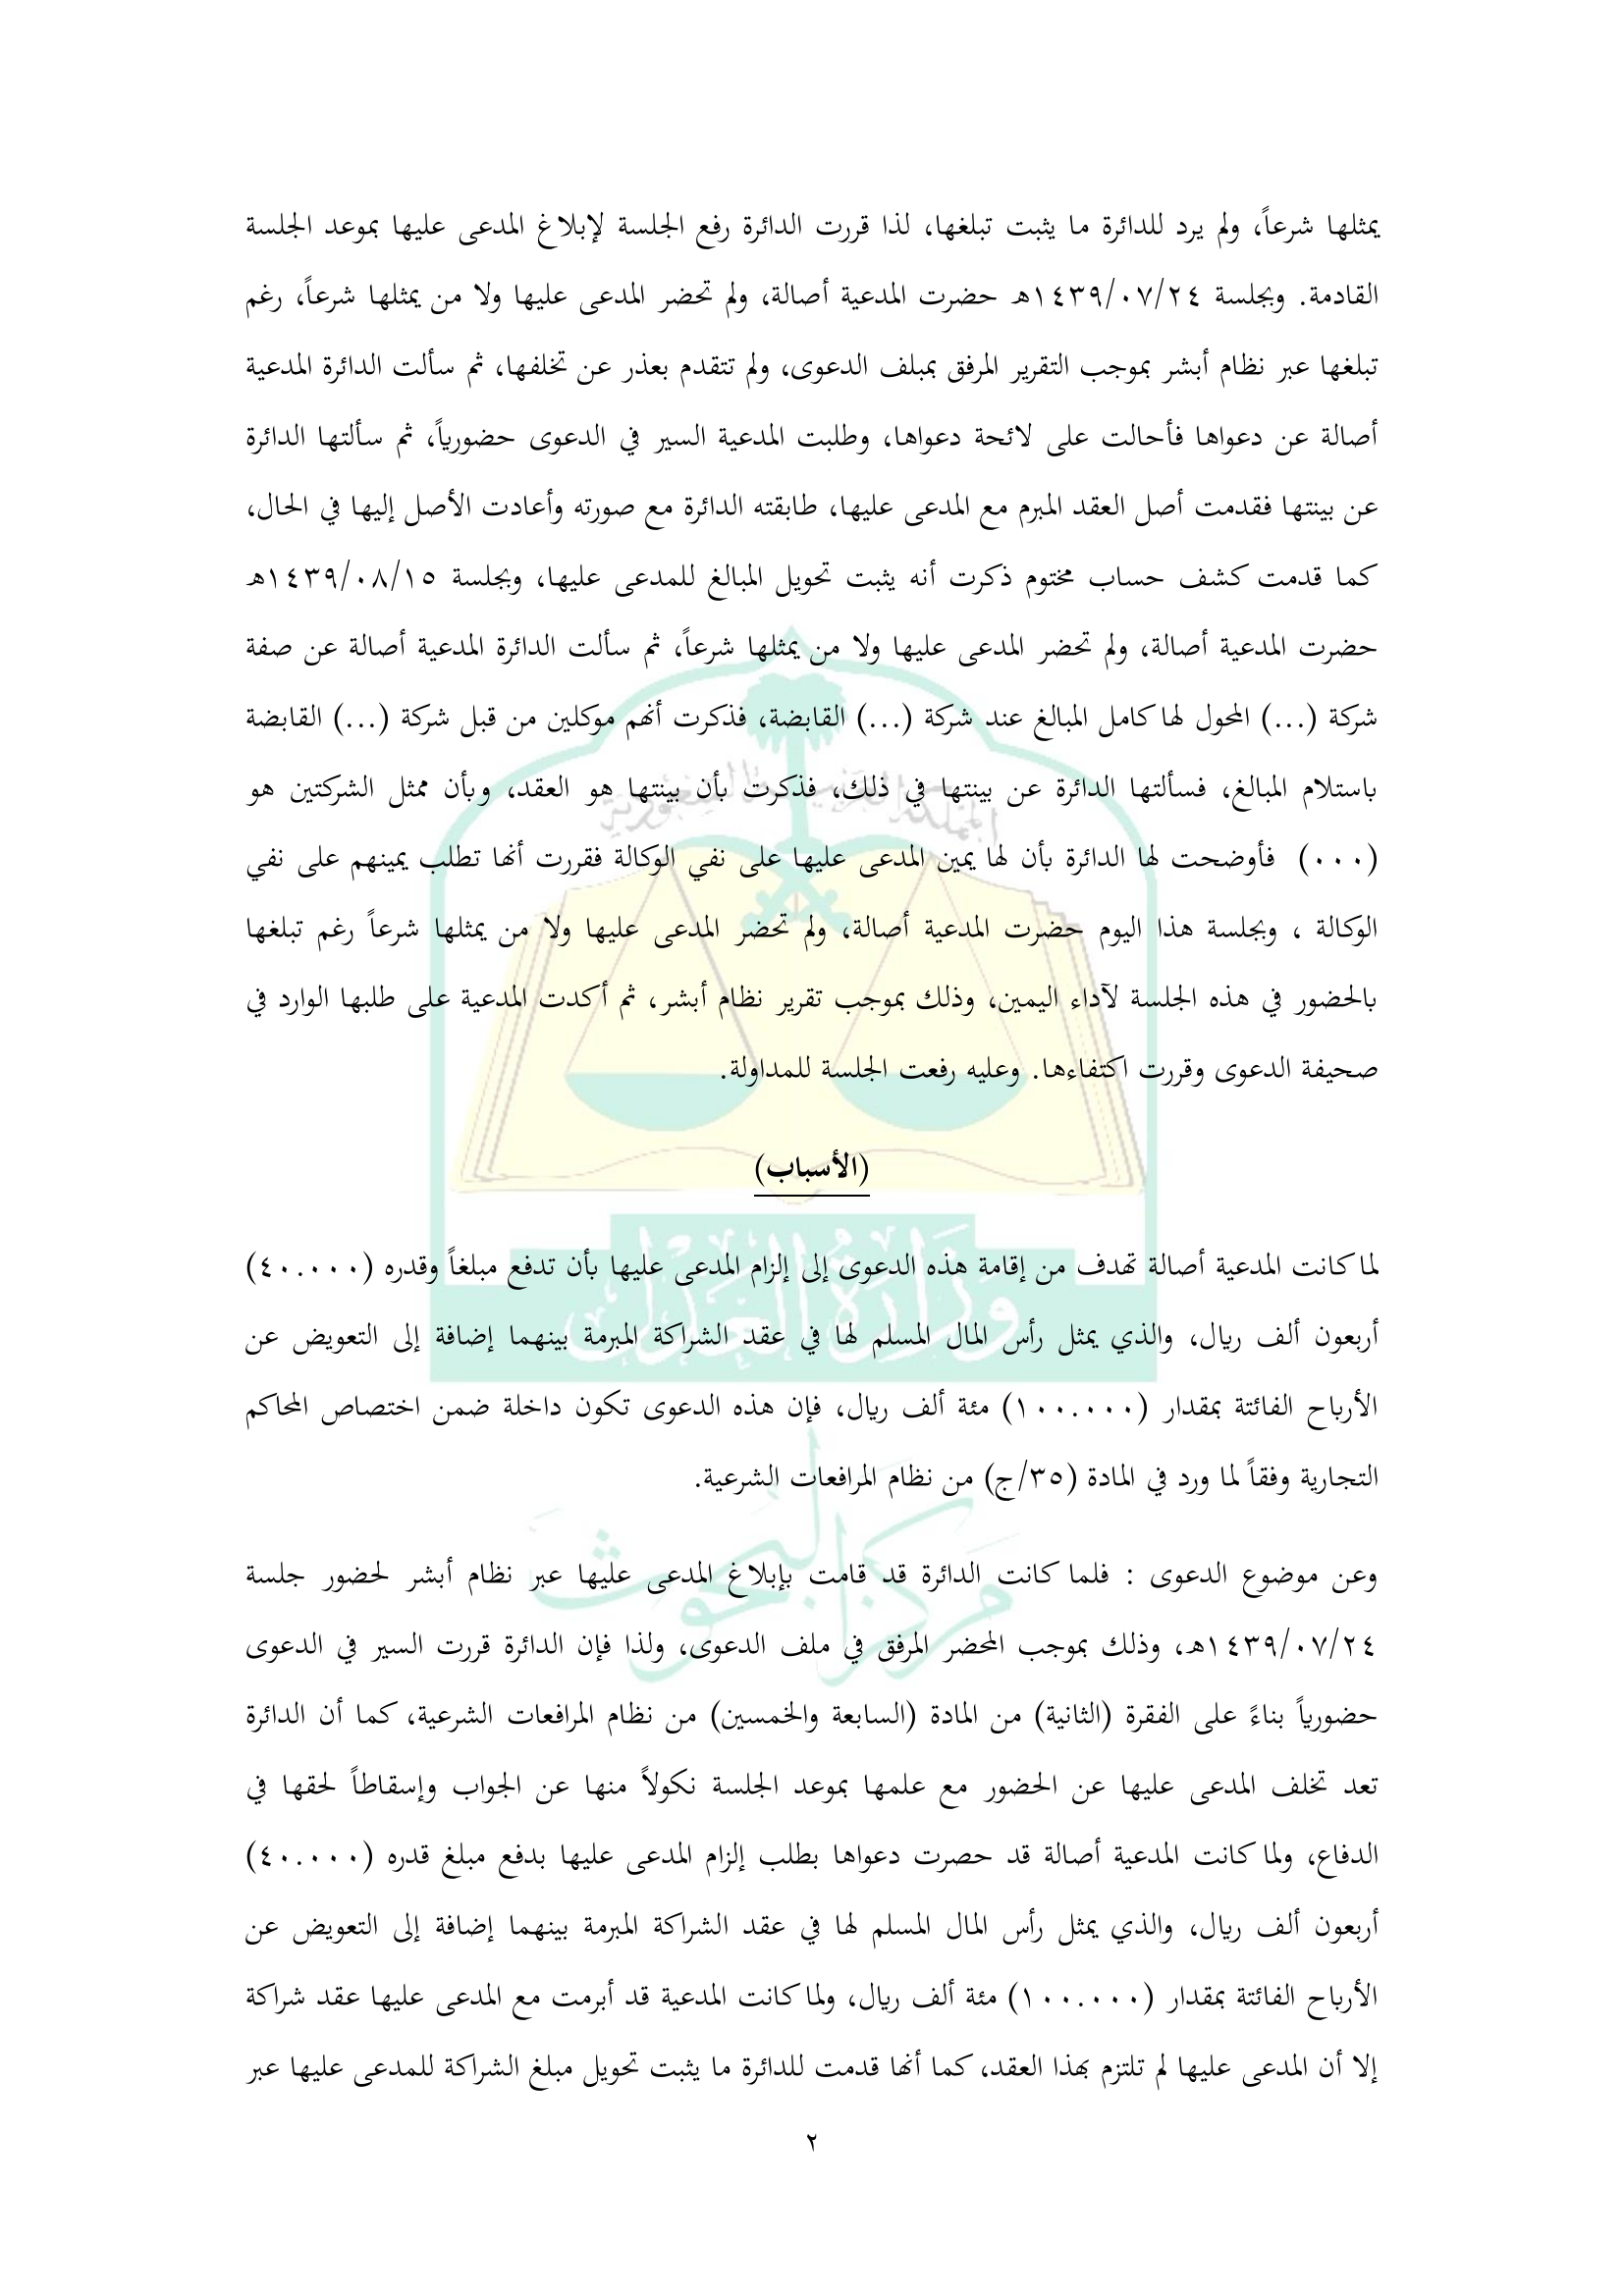 يمثلها شرعاً، ولم يرد للدائرة ما يثبت تبلغها، لذا قررت الدائرة رفع الجلسة لإبلاغ المدعى عليها بموعد الجلسة
القادمة. وبجلسة ١٤٣٩/٠٧/٢٤هـ حضرت المدعية أصالة، ولم تحضر المدعى عليها ولا من يمثلها شرعاً، رغم
تبلغها عبر نظام أبشر بموجب التقرير المرفق بمبلف الدعوى، ولم تتقدم بعذر عن تخلفها، ثم سألت الدائرة المدعية
أصالة عن دعواها فأحالت على لائحة دعواها، وطلبت المدعية السير في الدعوى حضورياً، ثم سألتها الدائرة
عن بينتها فقدمت أصل العقد المبرم مع المدعى عليها، طابقته الدائرة مع صورته وأعادت الأصل إليها في الحال،
كما قدمت كشف حساب مختوم ذكرت أنه يثبت تحويل المبالغ للمدعى عليها، وبجلسة ١٤٣٩/٠٨/١٥هـ
حضرت المدعية أصالة، ولم تحضر المدعى عليها ولا من يمثلها شرعاً، ثم سألت الدائرة المدعية أصالة عن صفة
شركة (...) المحول لها كامل المبالغ عند شركة (...) القابضة، فذكرت أنهم موكلين من قبل شركة (...) القابضة
باستلام المبالغ، فسألتها الدائرة عن بينتها في ذلك، فذكرت بأن بينتها هو العقد، وبأن ممثل الشركتين هو
(٠٠٠) فأوضحت لها الدائرة بأن لها يمين المدعى عليها على نفي الوكالة فقررت أنها تطلب يمينهم على نفي
الوكالة ، وبجلسة هذا اليوم حضرت المدعية أصالة، ولم تحضر المدعى عليها ولا من يمثلها شرعاً رغم تبلغها
بالحضور في هذه الجلسة لآداء اليمين، وذلك بموجب تقرير نظام أبشر، ثم أكدت المدعية على طلبها الوارد في
صحيفة الدعوى وقررت اكتفاءها. وعليه رفعت الجلسة للمداولة.
(الأسباب)
لما كانت المدعية أصالة تهدف من إقامة هذه الدعوى إلى إلزام المدعى عليها بأن تدفع مبلغاً وقدره (٤٠.٠٠٠)
أربعون ألف ريال، والذي يمثل رأس المال المسلم لها في عقد الشراكة المبرمة بينهما إضافة إلى التعويض عن
الأرباح الفائتة بمقدار (١٠٠.٠٠٠) مئة ألف ريال، فإن هذه الدعوى تكون داخلة ضمن اختصاص المحاكم
التجارية وفقاً لما ورد في المادة (٣٥/ج) من نظام المرافعات الشرعية.
وعن موضوع الدعوى : فلما كانت الدائرة قد قامت بإبلاغ المدعى عليها عبر نظام أبشر لحضور جلسة
١٤٣٩/٠٧/٢٤هـ، وذلك بموجب المحضر المرفق في ملف الدعوى، ولذا فإن الدائرة قررت السير في الدعوى
حضورياً بناءً على الفقرة (الثانية) من المادة (السابعة والخمسين) من نظام المرافعات الشرعية، كما أن الدائرة
تعد تخلف المدعى عليها عن الحضور مع علمها بموعد الجلسة نكولاً منها عن الجواب وإسقاطاً لحقها في
الدفاع، ولما كانت المدعية أصالة قد حصرت دعواها بطلب إلزام المدعى عليها بدفع مبلغ قدره (٤٠.٠٠٠)
أربعون ألف ريال، والذي يمثل رأس المال المسلم لها في عقد الشراكة المبرمة بينهما إضافة إلى التعويض عن
الأرباح الفائتة بمقدار (١٠٠.٠٠٠) مئة ألف ريال، ولما كانت المدعية قد أبرمت مع المدعى عليها عقد شراكة
إلا أن المدعى عليها لم تلتزم بهذا العقد، كما أنها قدمت للدائرة ما يثبت تحويل مبلغ الشراكة للمدعى عليها عبر
٢
وزارة العدل
مركز البحوث